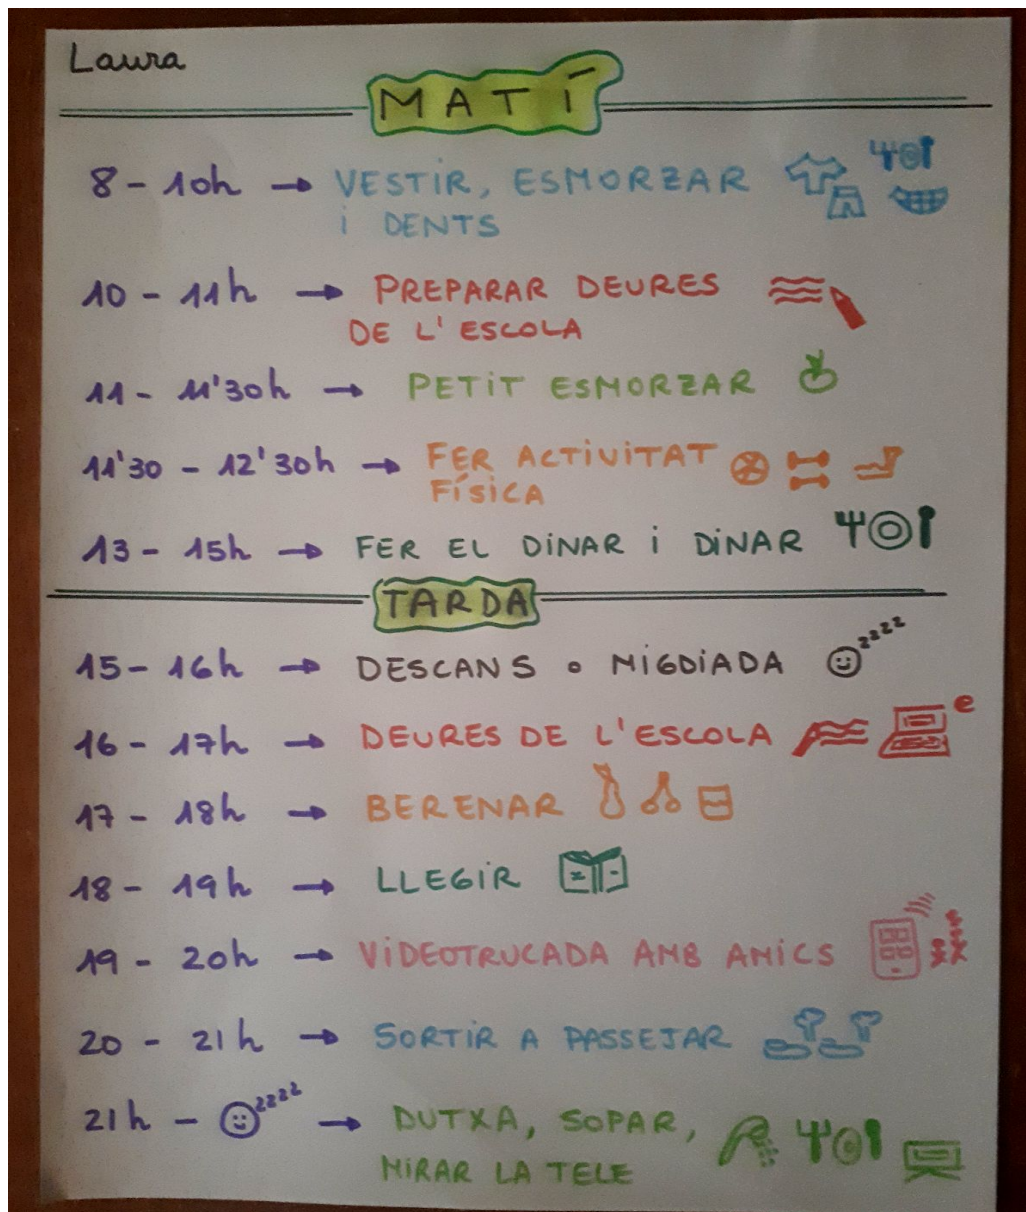 Laura
MATÍ
8 - 10h → VESTIR, ESMORZAR
i DENTS
10 - 11h → PREPARAR DEURES
DE L'ESCOLA
11 - 11'30h → PETIT ESMORZAR
11'30 - 12'30h → FER ACTIVITAT
FÍSICA
13 - 15h → FER EL DINAR i DINAR
TARDA
15 - 16h → DESCANS o MIGDIADA zzzz
16 - 17h → DEURES DE L'ESCOLA e
17 - 18h → BERENAR
18 - 19h → LLEGIR
19 - 20h → VIDEOTRUCADA AMB AMICS
20 - 21h → SORTIR A PASSEJAR
21h - zzzz → DUTXA, SOPAR,
MIRAR LA TELE